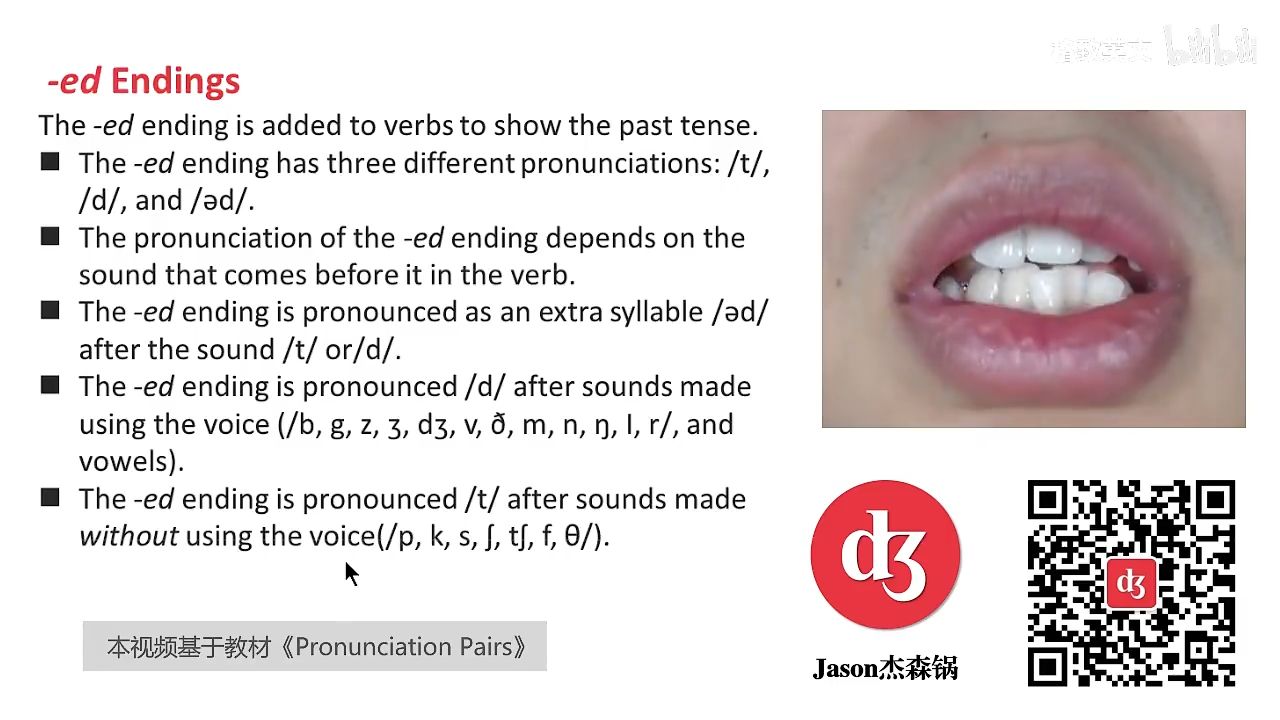 -ed Endings
The -ed ending is added to verbs to show the past tense.
■ The -ed ending has three different pronunciations: /t/,
/d/, and /əd/.
■ The pronunciation of the -ed ending depends on the
sound that comes before it in the verb.
■ The -ed ending is pronounced as an extra syllable /əd/
after the sound /t/ or/d/.
■ The -ed ending is pronounced /d/ after sounds made
using the voice (/b, g, z, ʒ, dʒ, v, ð, m, n, ŋ, I, r/, and
vowels).
■ The -ed ending is pronounced /t/ after sounds made
without using the voice(/p, k, s, ʃ, tʃ, f, θ/).
本视频基于教材《Pronunciation Pairs》
bilibili
dʒ
dʒ
Jason杰森锅